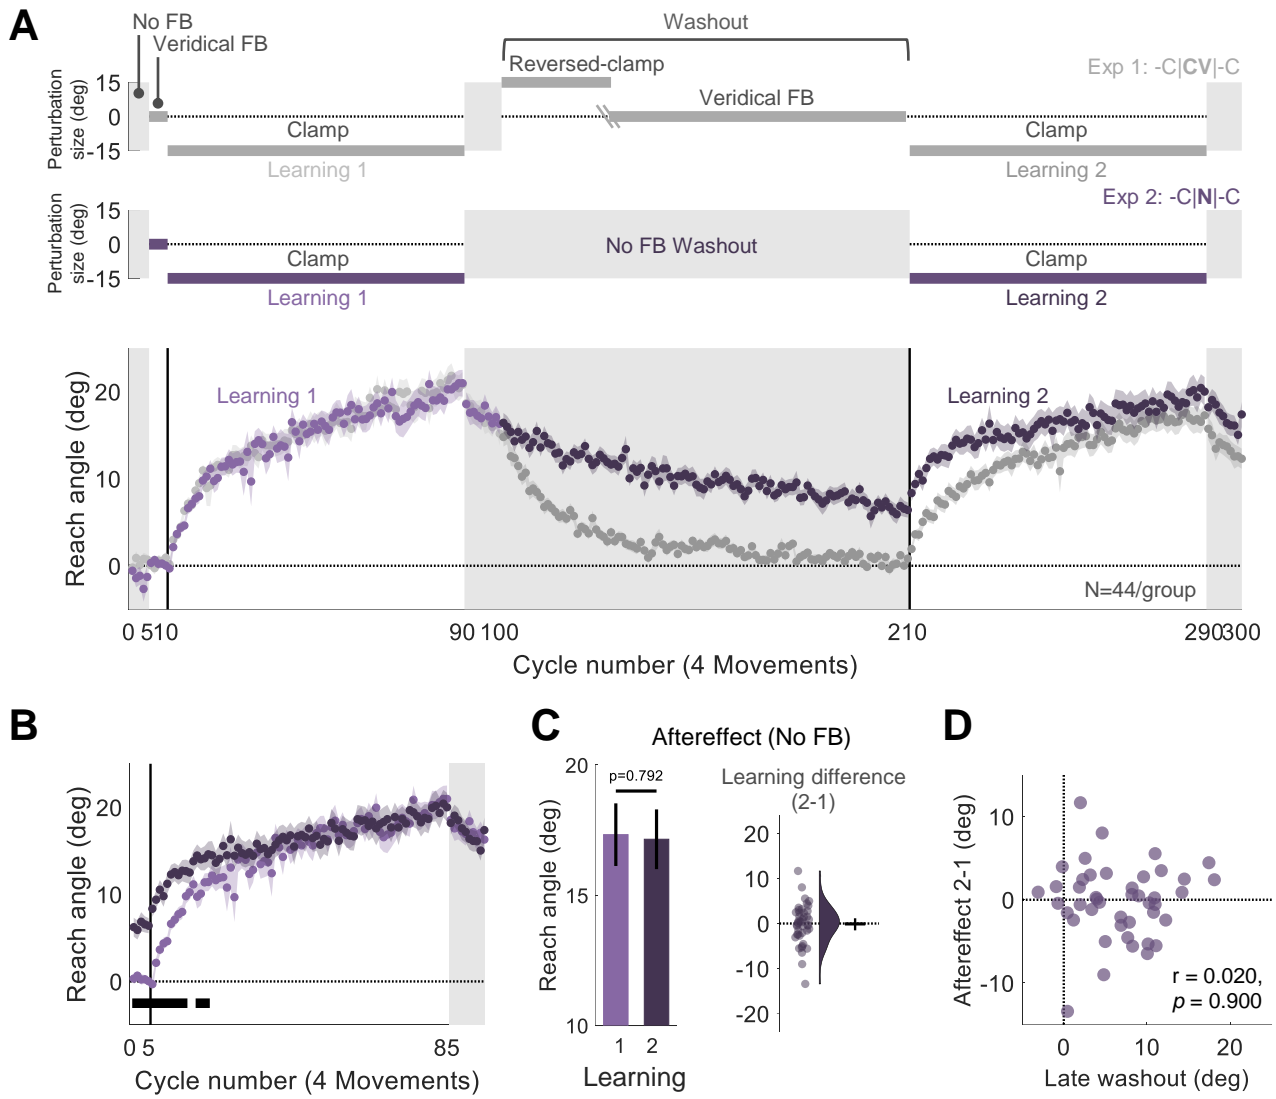 A
No FB
Veridical FB
Washout
Perturbation
size (deg)
15
0
-15
Reversed-clamp
Veridical FB
Exp 1: -C|CV|-C
Clamp
Learning 1
Clamp
Learning 2
Exp 2: -C|N|-C
Perturbation
size (deg)
15
0
-15
No FB Washout
Clamp
Learning 1
Clamp
Learning 2
Reach angle (deg)
20
10
0
Learning 1
Learning 2
N=44/group
0 510 90 100 210 290300
Cycle number (4 Movements)
B
Reach angle (deg)
20
10
0
0 5 85
Cycle number (4 Movements)
C
Aftereffect (No FB)
Reach angle (deg)
20
15
10
p=0.792
1 2
Learning
Learning difference
(2-1)
20
10
0
-10
-20
D
Aftereffect 2-1 (deg)
10
0
-10
r = 0.020,
p = 0.900
0 10 20
Late washout (deg)